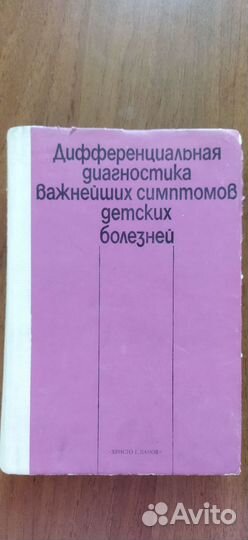 Дифференциальная
диагностика
важнейших симптомов
детских
болезней
Avito